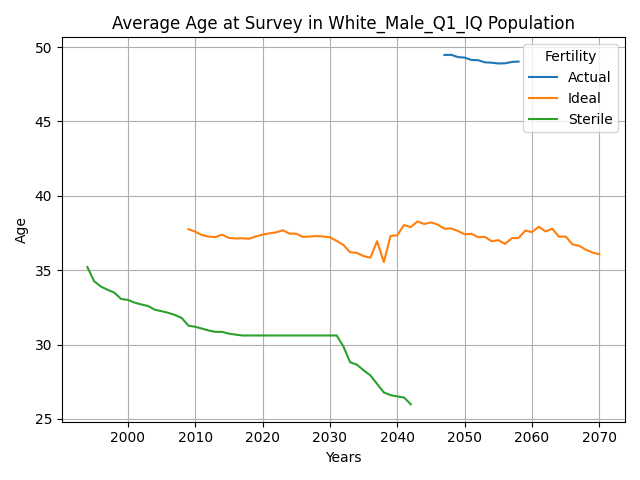 Average Age at Survey in White_Male_Q1_IQ Population
Age
50
45
40
35
30
25
Fertility
Actual
Ideal
Sterile
2000
2010
2020
2030
2040
2050
2060
2070
Years